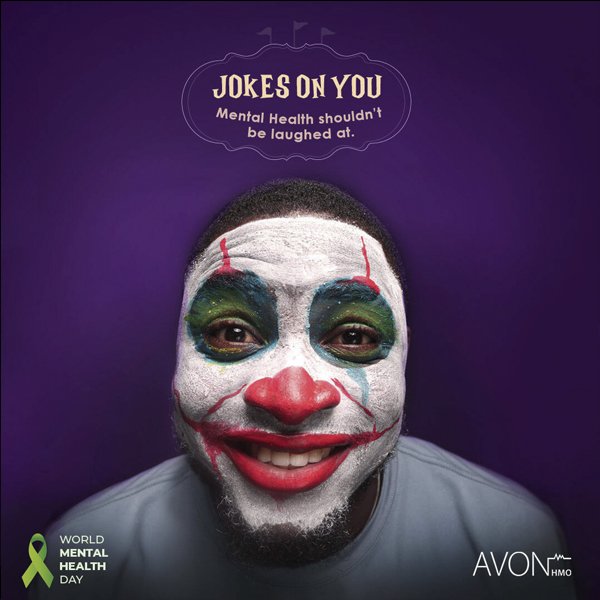 JOKES ON YOU
Mental Health shouldn't
be laughed at.
WORLD
MENTAL
HEALTH
DAY
AVON
HMO